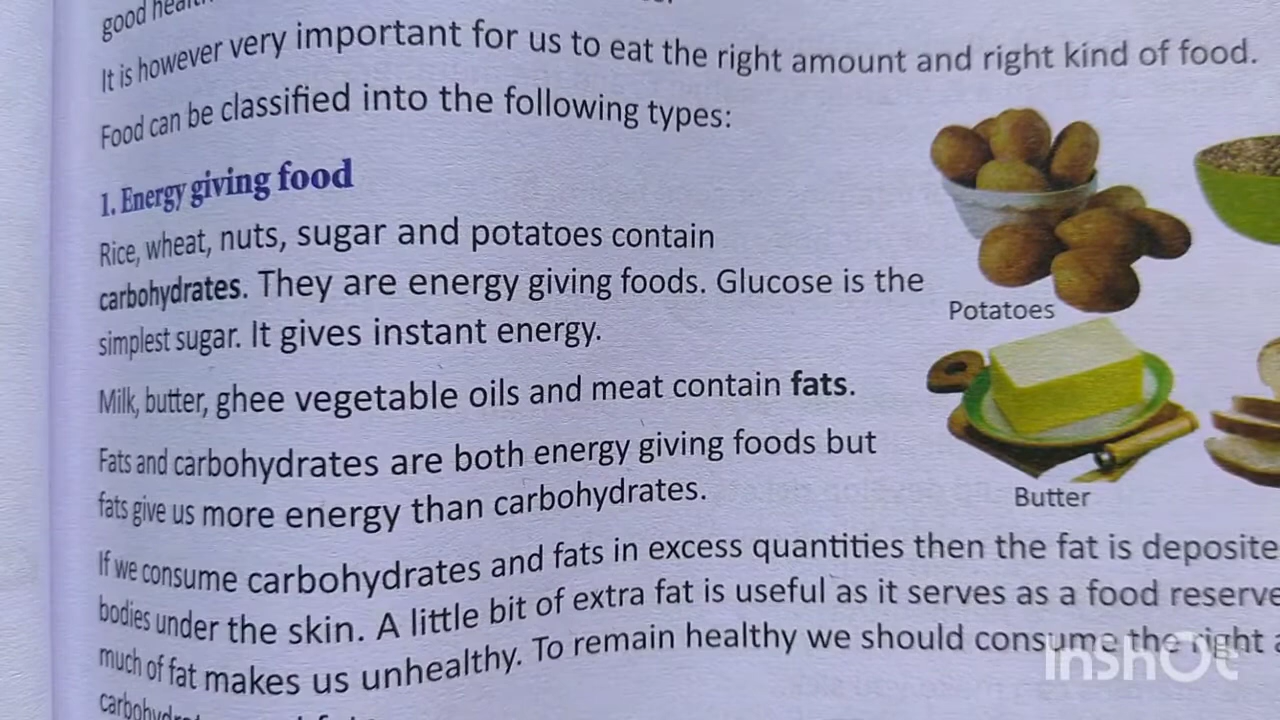 It is however very important for us to eat the right amount and right kind of food.
Food can be classified into the following types:
1. Energy giving food
Rice, wheat, nuts, sugar and potatoes contain
carbohydrates. They are energy giving foods. Glucose is the
simplest sugar. It gives instant energy.
Potatoes
Milk, butter, ghee vegetable oils and meat contain fats.
Fats and carbohydrates are both energy giving foods but
fats give us more energy than carbohydrates.
Butter
If we consume carbohydrates and fats in excess quantities then the fat is deposite
bodies under the skin. A little bit of extra fat is useful as it serves as a food reserve
much of fat makes us unhealthy. To remain healthy we should consume the right
InShOt